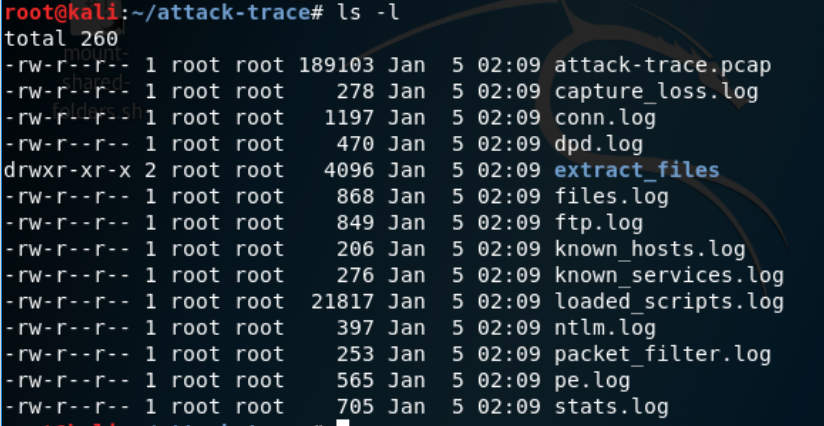 root@kali:~/attack-trace# ls -l
total 260
-rw-r--r-- 1 root root 189103 Jan  5 02:09 attack-trace.pcap
-rw-r--r-- 1 root root    278 Jan  5 02:09 capture_loss.log
-rw-r--r-- 1 root root   1197 Jan  5 02:09 conn.log
-rw-r--r-- 1 root root    470 Jan  5 02:09 dpd.log
drwxr-xr-x 2 root root   4096 Jan  5 02:09 extract_files
-rw-r--r-- 1 root root    868 Jan  5 02:09 files.log
-rw-r--r-- 1 root root    849 Jan  5 02:09 ftp.log
-rw-r--r-- 1 root root    206 Jan  5 02:09 known_hosts.log
-rw-r--r-- 1 root root    276 Jan  5 02:09 known_services.log
-rw-r--r-- 1 root root  21817 Jan  5 02:09 loaded_scripts.log
-rw-r--r-- 1 root root    397 Jan  5 02:09 ntlm.log
-rw-r--r-- 1 root root    253 Jan  5 02:09 packet_filter.log
-rw-r--r-- 1 root root    565 Jan  5 02:09 pe.log
-rw-r--r-- 1 root root    705 Jan  5 02:09 stats.log
mount-
shared-
folders.sh